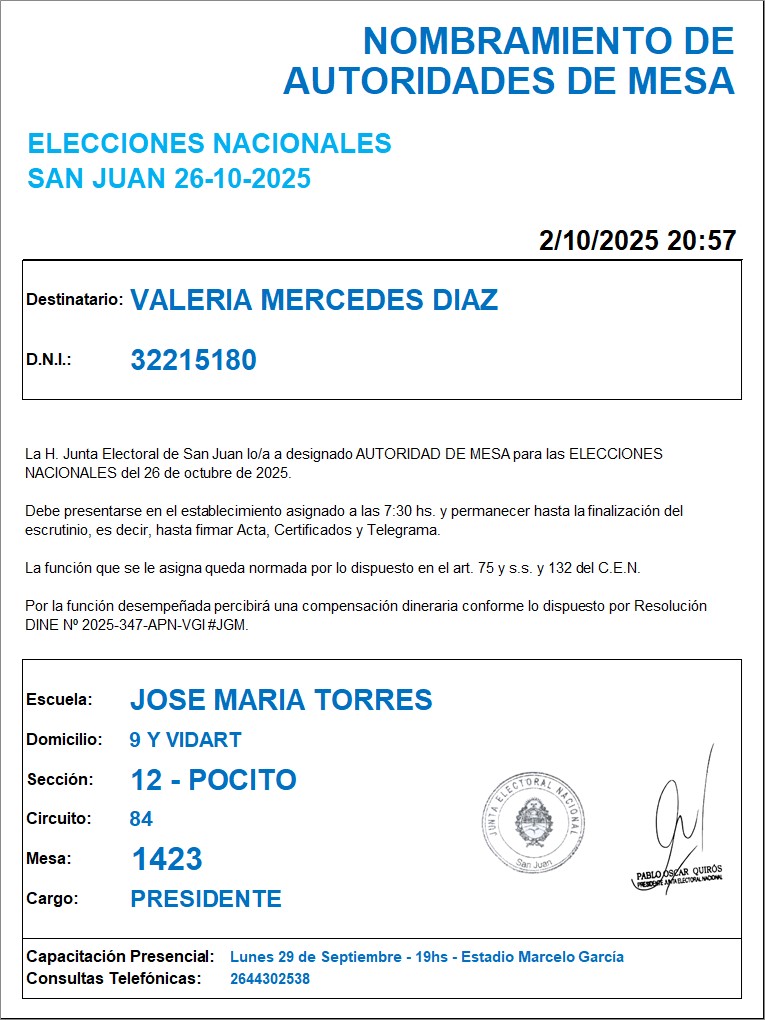 NOMBRAMIENTO DE
AUTORIDADES DE MESA
ELECCIONES NACIONALES
SAN JUAN 26-10-2025
2/10/2025 20:57
Destinatario: VALERIA MERCEDES DIAZ
D.N.I.: 32215180
La H. Junta Electoral de San Juan lo/a a designado AUTORIDAD DE MESA para las ELECCIONES
NACIONALES del 26 de octubre de 2025.
Debe presentarse en el establecimiento asignado a las 7:30 hs. y permanecer hasta la finalización del
escrutinio, es decir, hasta firmar Acta, Certificados y Telegrama.
La función que se le asigna queda normada por lo dispuesto en el art. 75 y s.s. y 132 del C.E.N.
Por la función desempeñada percibirá una compensación dineraria conforme lo dispuesto por Resolución
DINE Nº 2025-347-APN-VGI#JGM.
Escuela: JOSE MARIA TORRES
Domicilio: 9 Y VIDART
Sección: 12 - POCITO
Circuito: 84
Mesa: 1423
Cargo: PRESIDENTE
JUNTA ELECTORAL NACIONAL
San Juan
PABLO OSCAR QUIRÓS
PRESIDENTE JUNTA ELECTORAL NACIONAL
Capacitación Presencial: Lunes 29 de Septiembre - 19hs - Estadio Marcelo García
Consultas Telefónicas: 2644302538